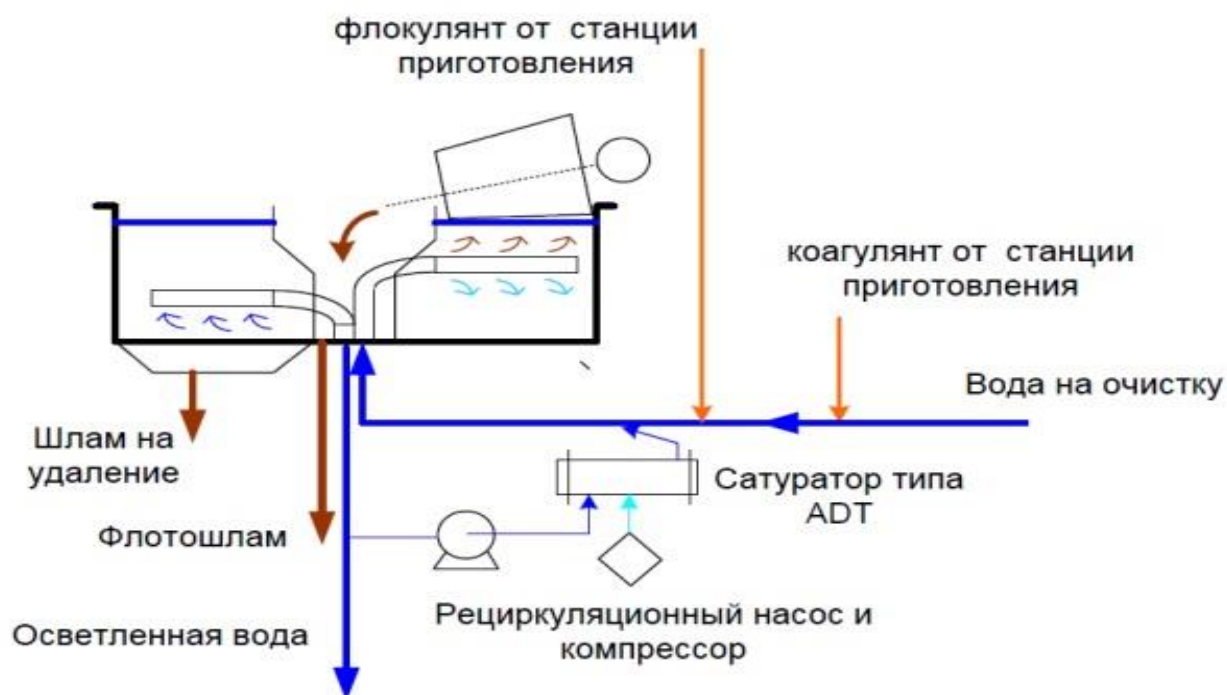 флокулянт от станции
приготовления
коагулянт от станции
приготовления
Вода на очистку
Шлам на
удаление
Сатуратор типа
ADT
Флотошлам
Рециркуляционный насос и
компрессор
Осветленная вода